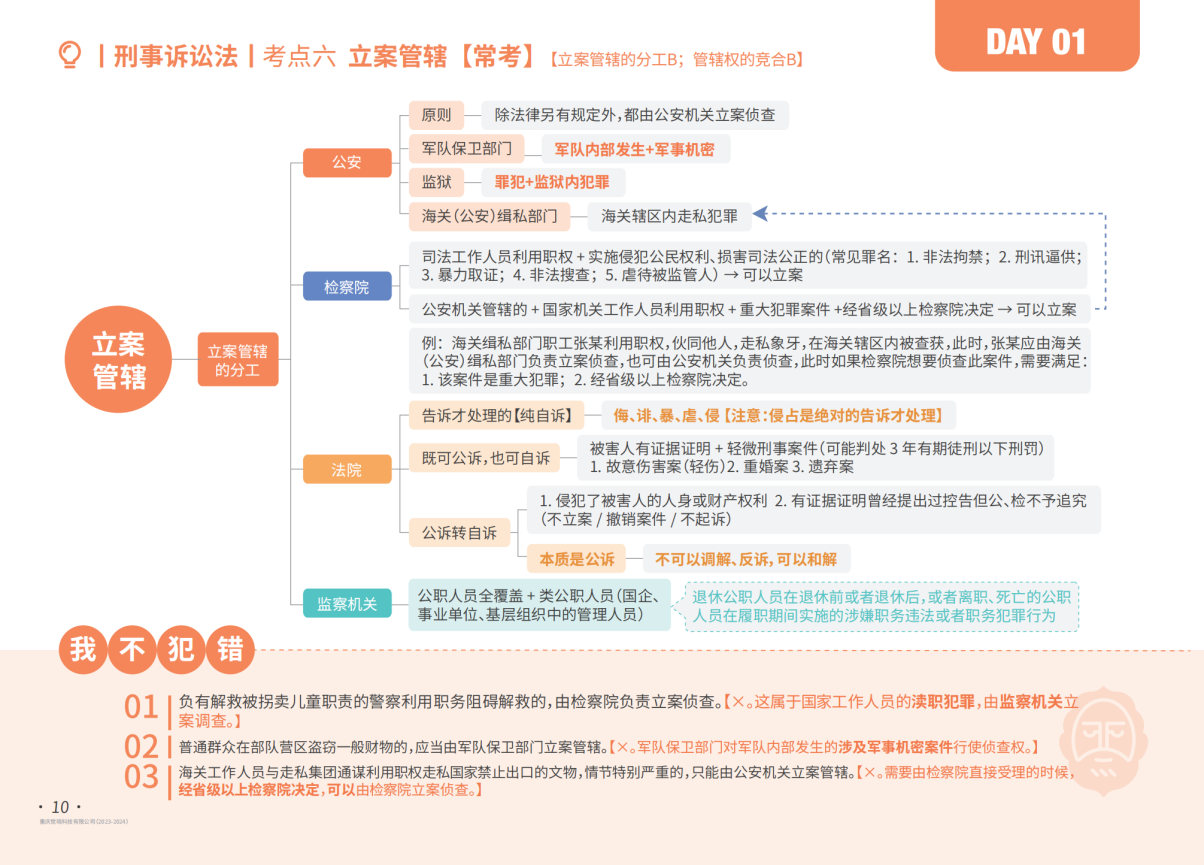 丨刑事诉讼法丨考点六 立案管辖【常考】【立案管辖的分工B；管辖权的竞合B】
DAY 01
原则
除法律另有规定外，都由公安机关立案侦查
公安
军队保卫部门
军队内部发生+军事机密
监狱
罪犯+监狱内犯罪
海关（公安）缉私部门
海关辖区内走私犯罪
检察院
司法工作人员利用职权 + 实施侵犯公民权利、损害司法公正的（常见罪名：1. 非法拘禁；2. 刑讯逼供；
3. 暴力取证；4. 非法搜查；5. 虐待被监管人）→ 可以立案
公安机关管辖的 + 国家机关工作人员利用职权 + 重大犯罪案件 +经省级以上检察院决定 → 可以立案
例：海关缉私部门职工张某利用职权，伙同他人，走私象牙，在海关辖区内被查获，此时，张某应由海关
（公安）缉私部门负责立案侦查，也可由公安机关负责侦查，此时如果检察院想要侦查此案件，需要满足：
1. 该案件是重大犯罪；2. 经省级以上检察院决定。
立案
管辖
立案管辖
的分工
告诉才处理的【纯自诉】
侮、诽、暴、虐、侵【注意：侵占是绝对的告诉才处理】
法院
既可公诉，也可自诉
被害人有证据证明 + 轻微刑事案件（可能判处 3 年有期徒刑以下刑罚）
1. 故意伤害案（轻伤）2. 重婚案 3. 遗弃案
公诉转自诉
1. 侵犯了被害人的人身或财产权利 2. 有证据证明曾经提出过控告但公、检不予追究
（不立案 / 撤销案件 / 不起诉）
本质是公诉
不可以调解、反诉，可以和解
监察机关
公职人员全覆盖 + 类公职人员（国企、
事业单位、基层组织中的管理人员）
退休公职人员在退休前或者退休后，或者离职、死亡的公职
人员在履职期间实施的涉嫌职务违法或者职务犯罪行为
我不犯错
01 负有解救被拐卖儿童职责的警察利用职务阻碍解救的，由检察院负责立案侦查。【×。这属于国家工作人员的渎职犯罪，由监察机关立
案调查。】
02 普通群众在部队营区盗窃一般财物的，应当由军队保卫部门立案管辖。【×。军队保卫部门对军队内部发生的涉及军事机密案件行使侦查权。】
03 海关工作人员与走私集团通谋利用职权走私国家禁止出口的文物，情节特别严重的，只能由公安机关立案管辖。【×。需要由检察院直接受理的时候，
经省级以上检察院决定，可以由检察院立案侦查。】
· 10 ·